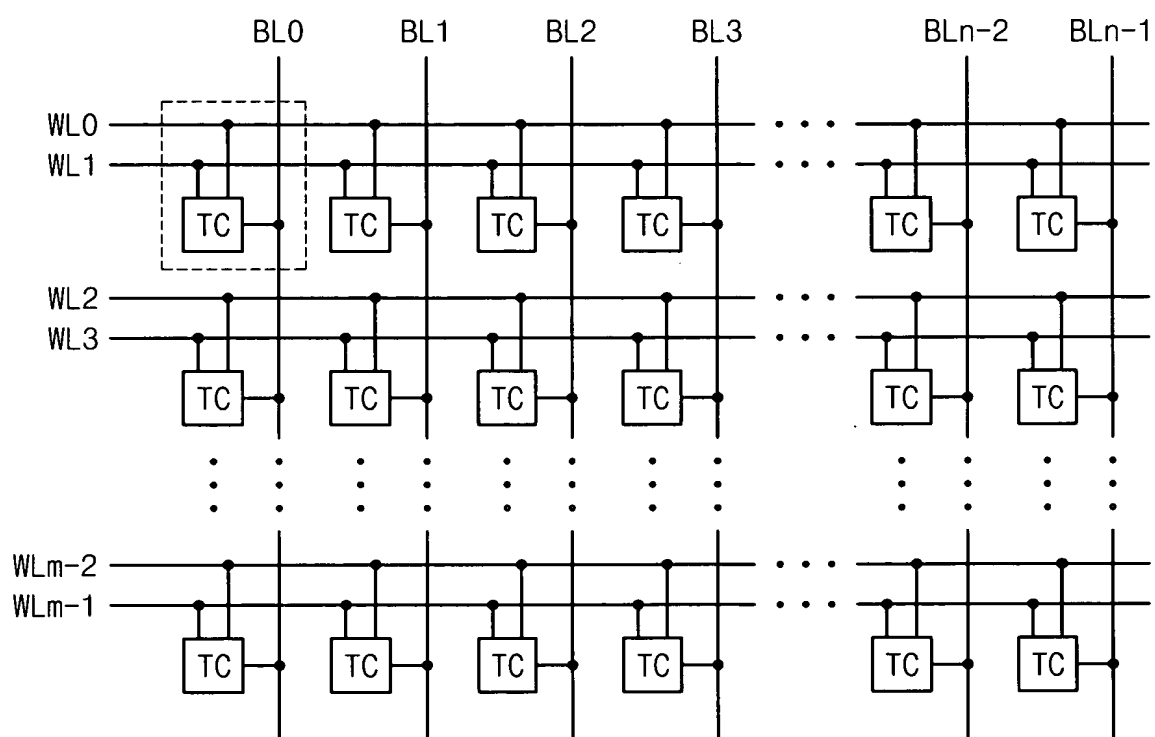 BL0 BL1 BL2 BL3 BLn-2 BLn-1
WL0
WL1
TC TC TC TC TC TC
WL2
WL3
TC TC TC TC TC TC
WLm-2
WLm-1
TC TC TC TC TC TC